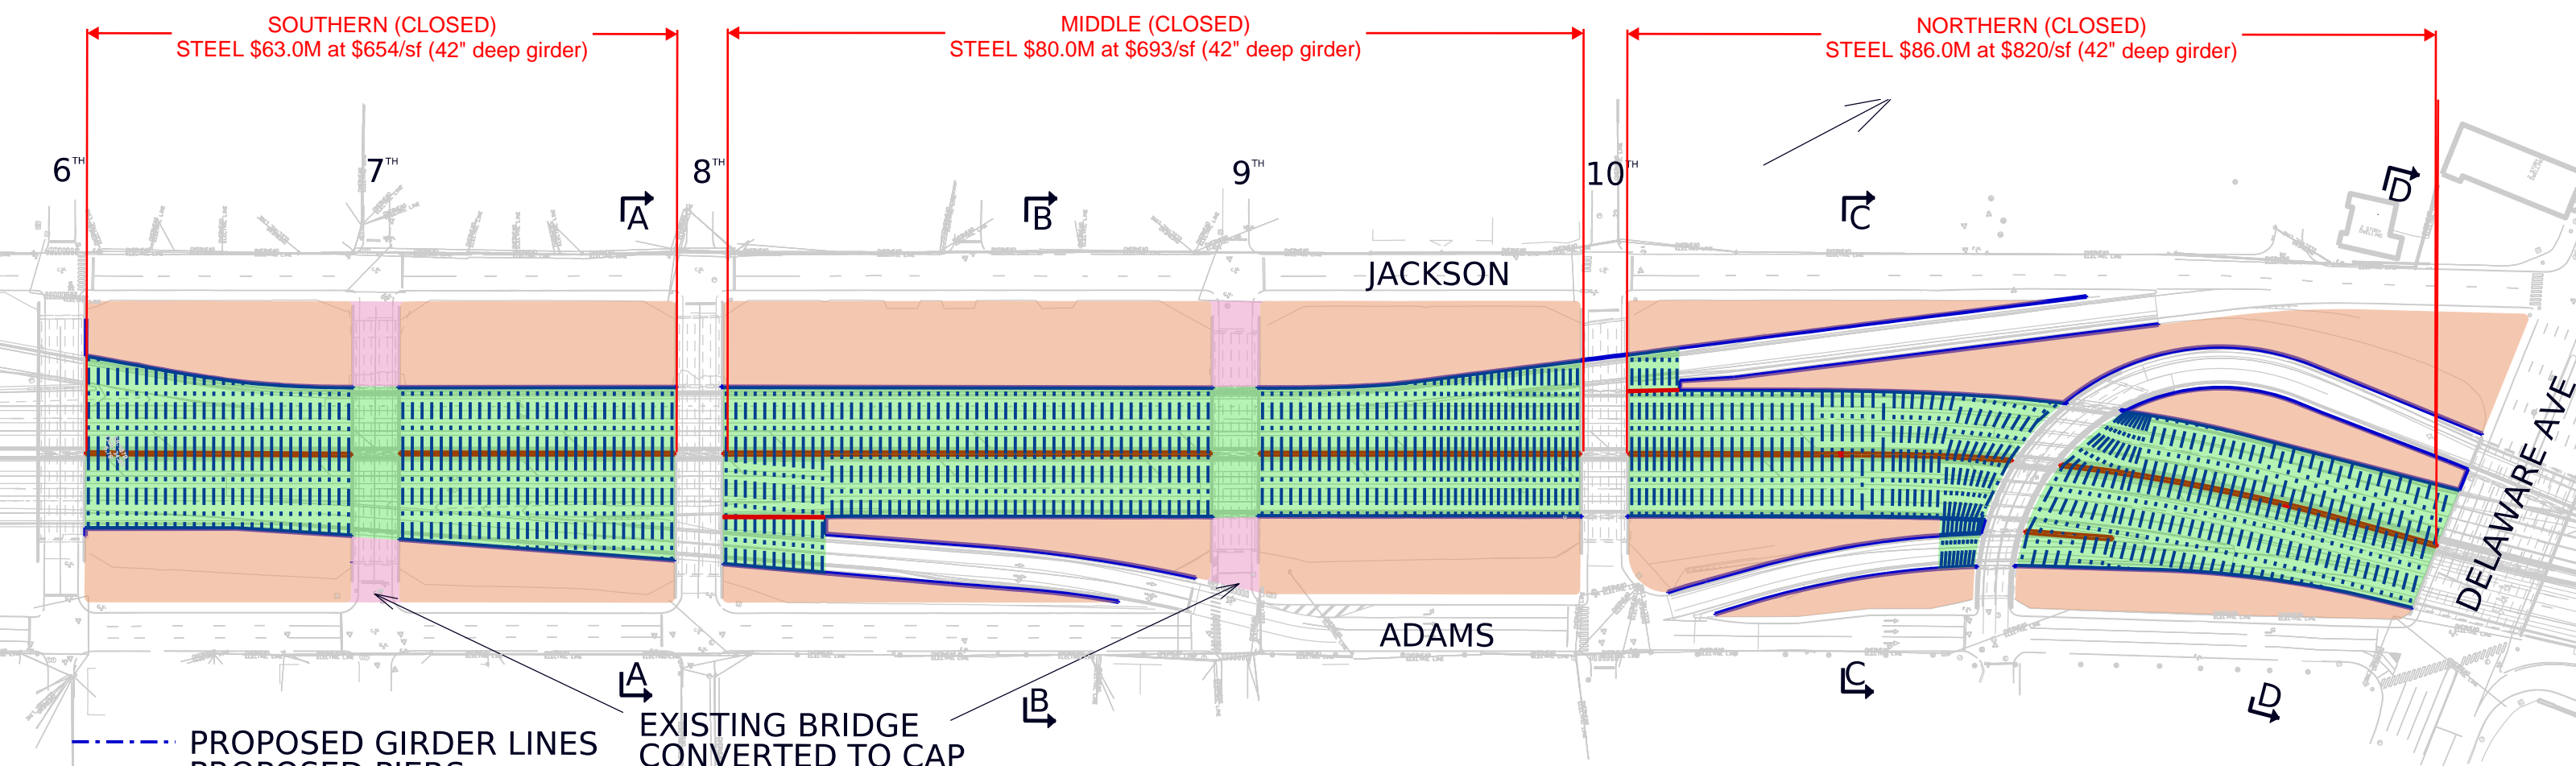 SOUTHERN (CLOSED)
STEEL $63.0M at $654/sf (42" deep girder)
MIDDLE (CLOSED)
STEEL $80.0M at $693/sf (42" deep girder)
NORTHERN (CLOSED)
STEEL $86.0M at $820/sf (42" deep girder)
6TH
7TH
8TH
9TH
10TH
A
B
C
D
JACKSON
ADAMS
DELAWARE AVE
A
B
C
D
EXISTING BRIDGE
CONVERTED TO CAP
PROPOSED GIRDER LINES
PROPOSED PIERS